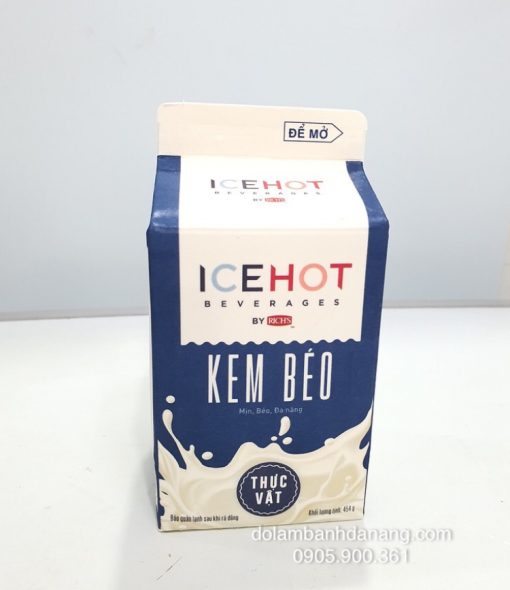 ĐỂ MỞ
ICEHOT
BEVERAGES
BY RICH'S
ICEHOT
BEVERAGES
BY RICH'S
KEM BÉO
Mịn, Béo, Đa năng
THỰC
VẬT
Bảo quản lạnh sau khi rã đông
Khối lượng tịnh: 454 g
dolambanhdanang.com
0905.900.361